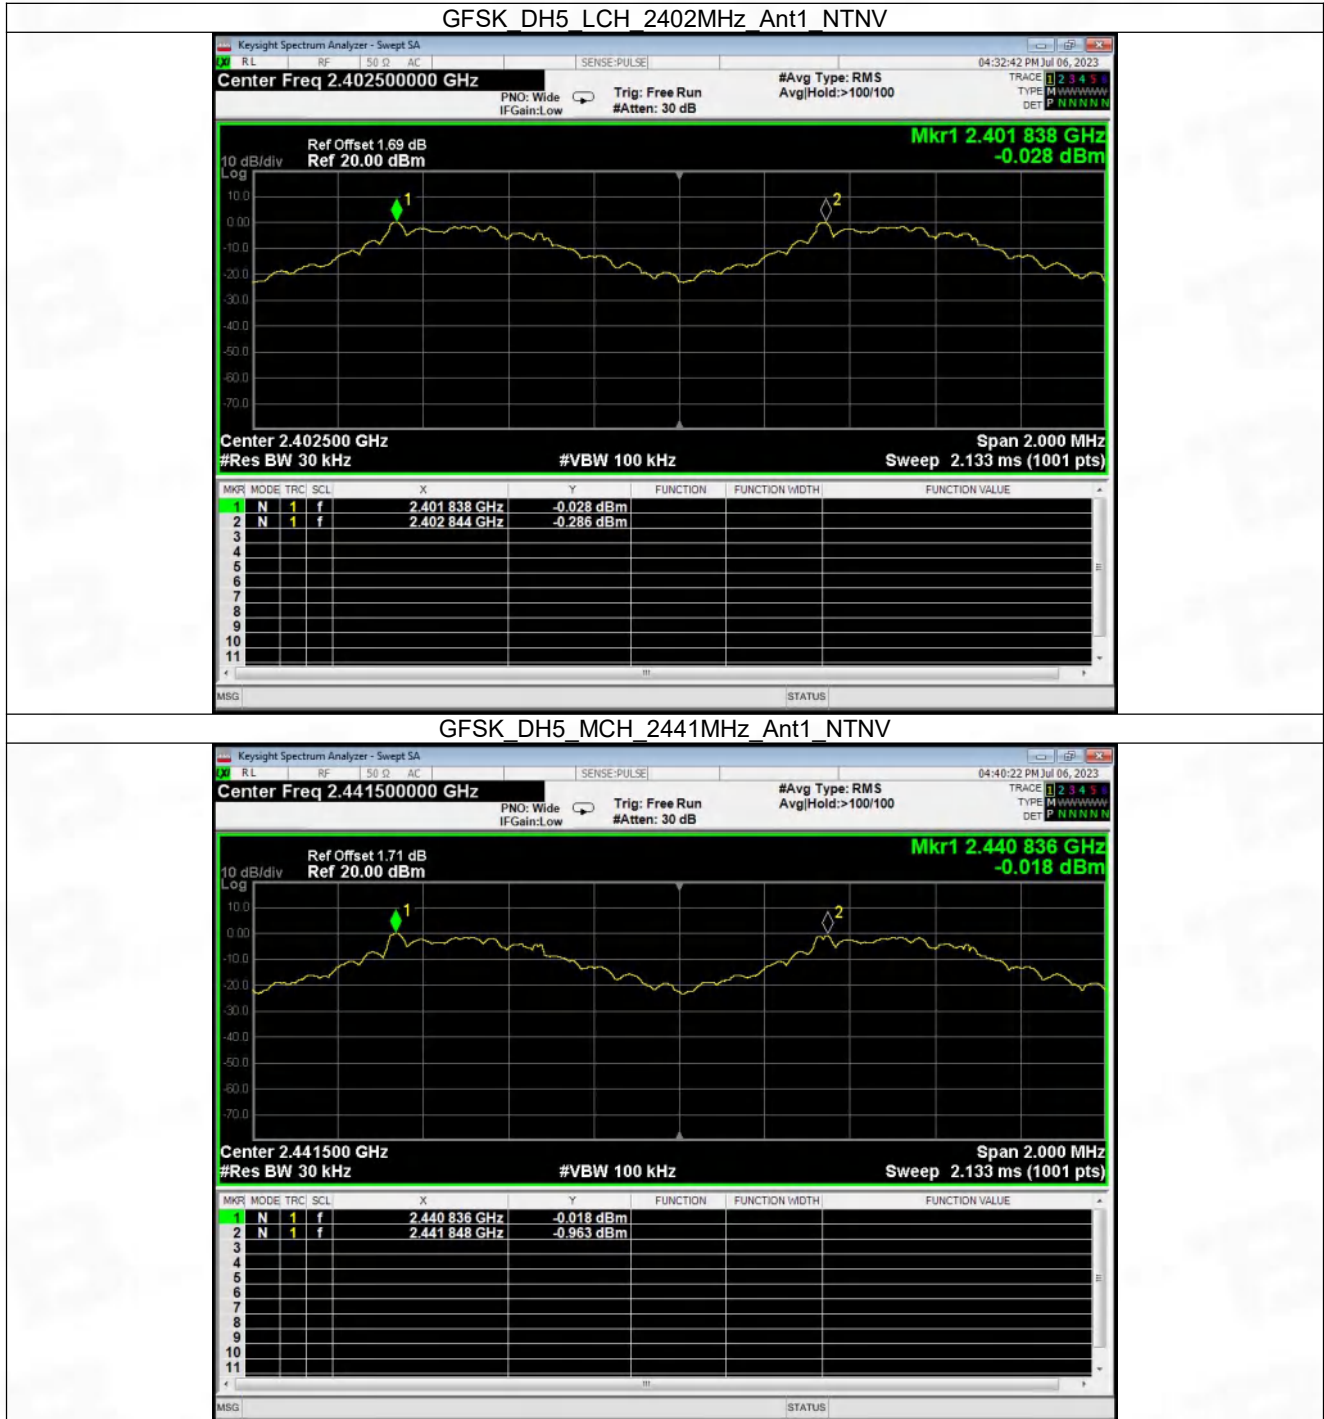 GFSK_DH5_LCH_2402MHz_Ant1_NTNV
Keysight Spectrum Analyzer - Swept SA
RL RF 50 Ω AC SENSE:PULSE 04:32:42 PM Jul 06, 2023
Center Freq 2.402500000 GHz #Avg Type: RMS TRACE 1 2 3 4 5 6
PNO: Wide Trig: Free Run Avg|Hold:>100/100 TYPE M WWWWW
IFGain:Low #Atten: 30 dB DET P N N N N N
Mkr1 2.401 838 GHz
Ref Offset 1.69 dB -0.028 dBm
10 dB/div Ref 20.00 dBm
Log
10.0
1 2
0.00
-10.0
-20.0
-30.0
-40.0
-50.0
-60.0
-70.0
Center 2.402500 GHz Span 2.000 MHz
#Res BW 30 kHz #VBW 100 kHz Sweep 2.133 ms (1001 pts)
MKR MODE TRC SCL X Y FUNCTION FUNCTION WIDTH FUNCTION VALUE
1 N 1 f 2.401 838 GHz -0.028 dBm
2 N 1 f 2.402 844 GHz -0.286 dBm
3
4
5
6
7
8
9
10
11
MSG STATUS
GFSK_DH5_MCH_2441MHz_Ant1_NTNV
Keysight Spectrum Analyzer - Swept SA
RL RF 50 Ω AC SENSE:PULSE 04:40:22 PM Jul 06, 2023
Center Freq 2.441500000 GHz #Avg Type: RMS TRACE 1 2 3 4 5 6
PNO: Wide Trig: Free Run Avg|Hold:>100/100 TYPE M WWWWW
IFGain:Low #Atten: 30 dB DET P N N N N N
Mkr1 2.440 836 GHz
Ref Offset 1.71 dB -0.018 dBm
10 dB/div Ref 20.00 dBm
Log
10.0
1 2
0.00
-10.0
-20.0
-30.0
-40.0
-50.0
-60.0
-70.0
Center 2.441500 GHz Span 2.000 MHz
#Res BW 30 kHz #VBW 100 kHz Sweep 2.133 ms (1001 pts)
MKR MODE TRC SCL X Y FUNCTION FUNCTION WIDTH FUNCTION VALUE
1 N 1 f 2.440 836 GHz -0.018 dBm
2 N 1 f 2.441 848 GHz -0.963 dBm
3
4
5
6
7
8
9
10
11
MSG STATUS